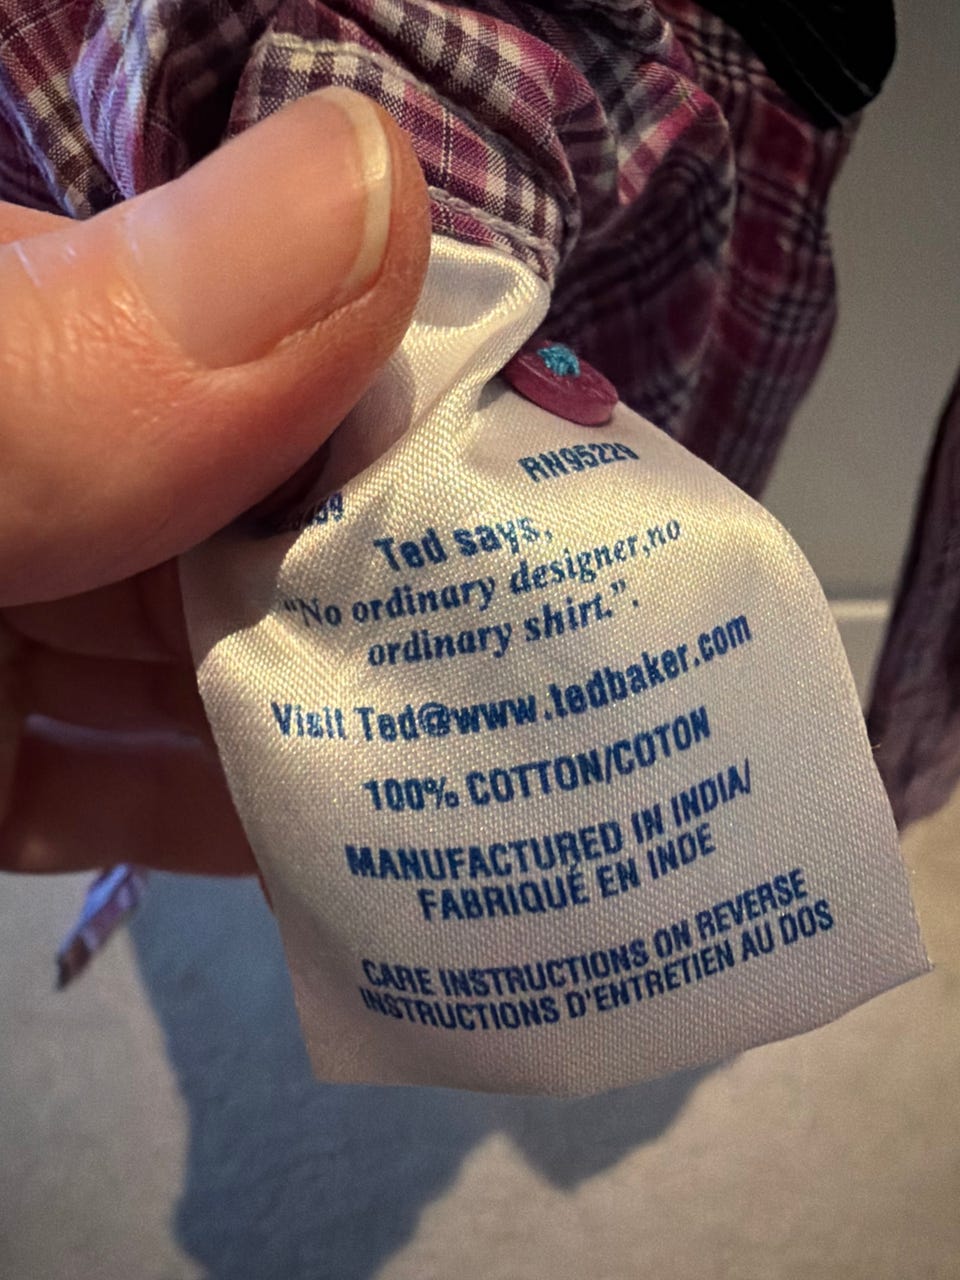 RN95229
Ted says,
"No ordinary designer,no
ordinary shirt.".
Visit Ted@www.tedbaker.com
100% COTTON/COTON
MANUFACTURED IN INDIA/
FABRIQUÉ EN INDE
CARE INSTRUCTIONS ON REVERSE
INSTRUCTIONS D'ENTRETIEN AU DOS